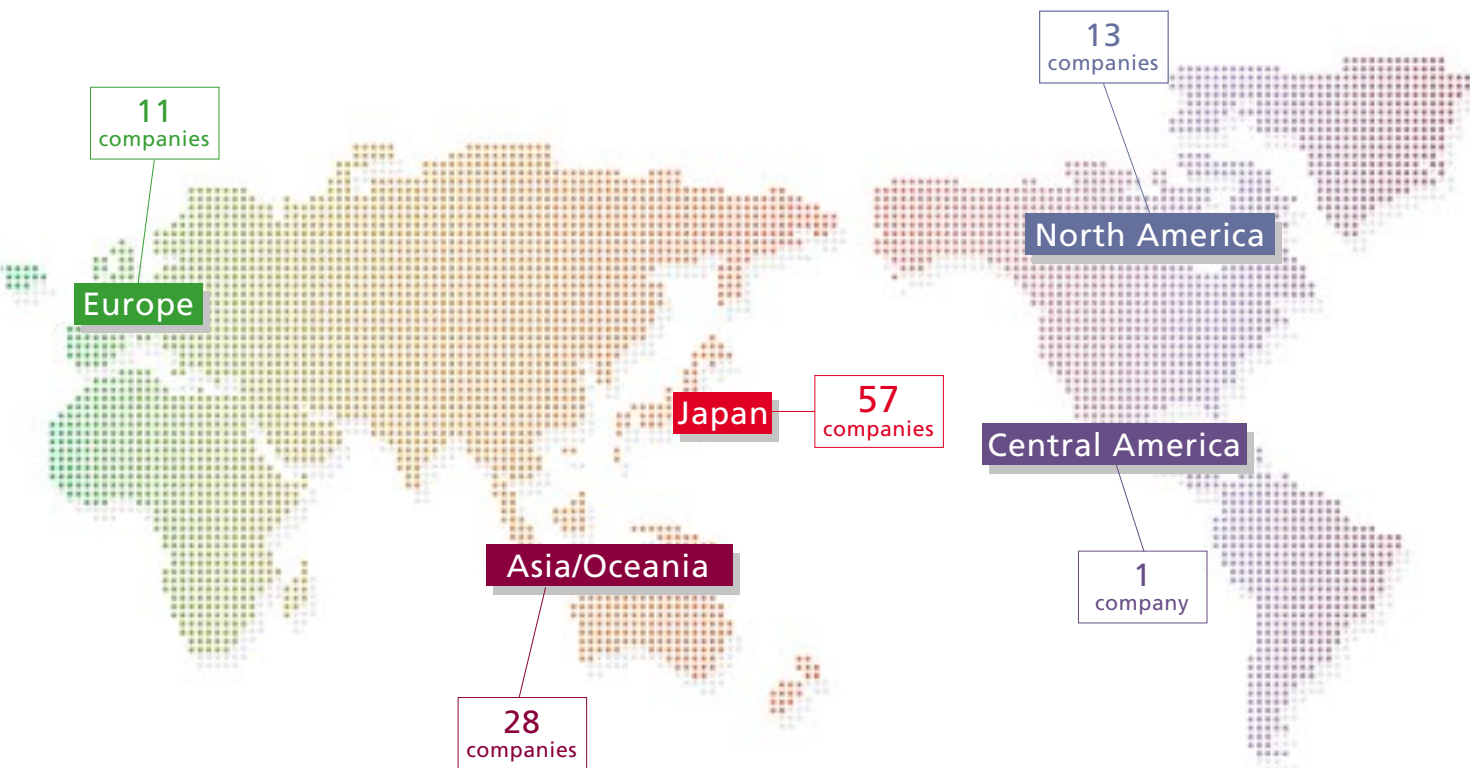 13
companies
11
companies
North America
Europe
Japan
57
companies
Central America
Asia/Oceania
1
company
28
companies